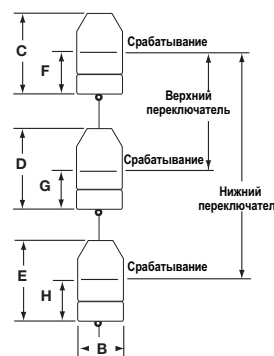 C
Срабатывание
F
Верхний
переключатель
D
Срабатывание
G
Нижний
переключател
E
Срабатывание
H
B